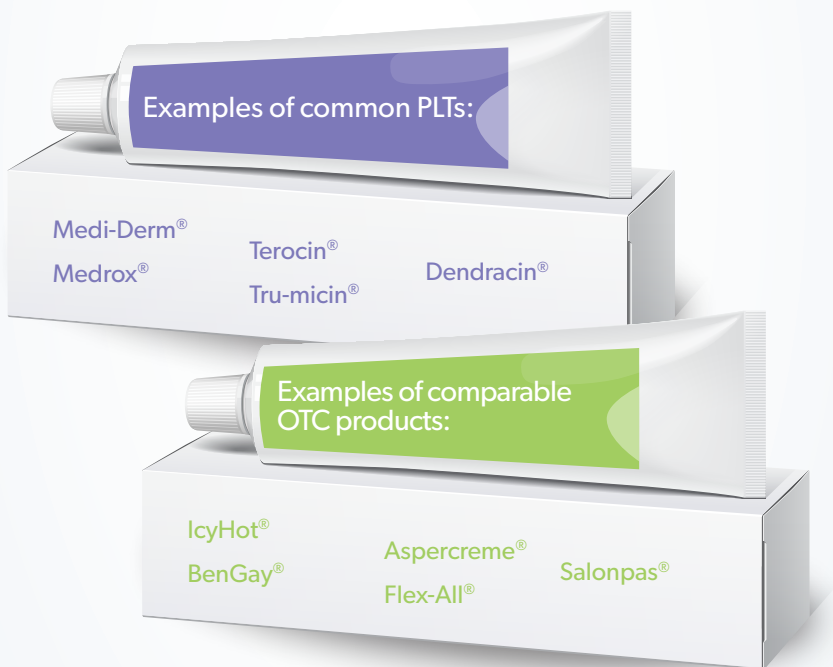 Examples of common PLTs:
Medi-Derm®
Medrox®
Terocin®
Tru-micin®
Dendracin®
Examples of comparable
OTC products:
IcyHot®
BenGay®
Aspercreme®
Flex-All®
Salonpas®